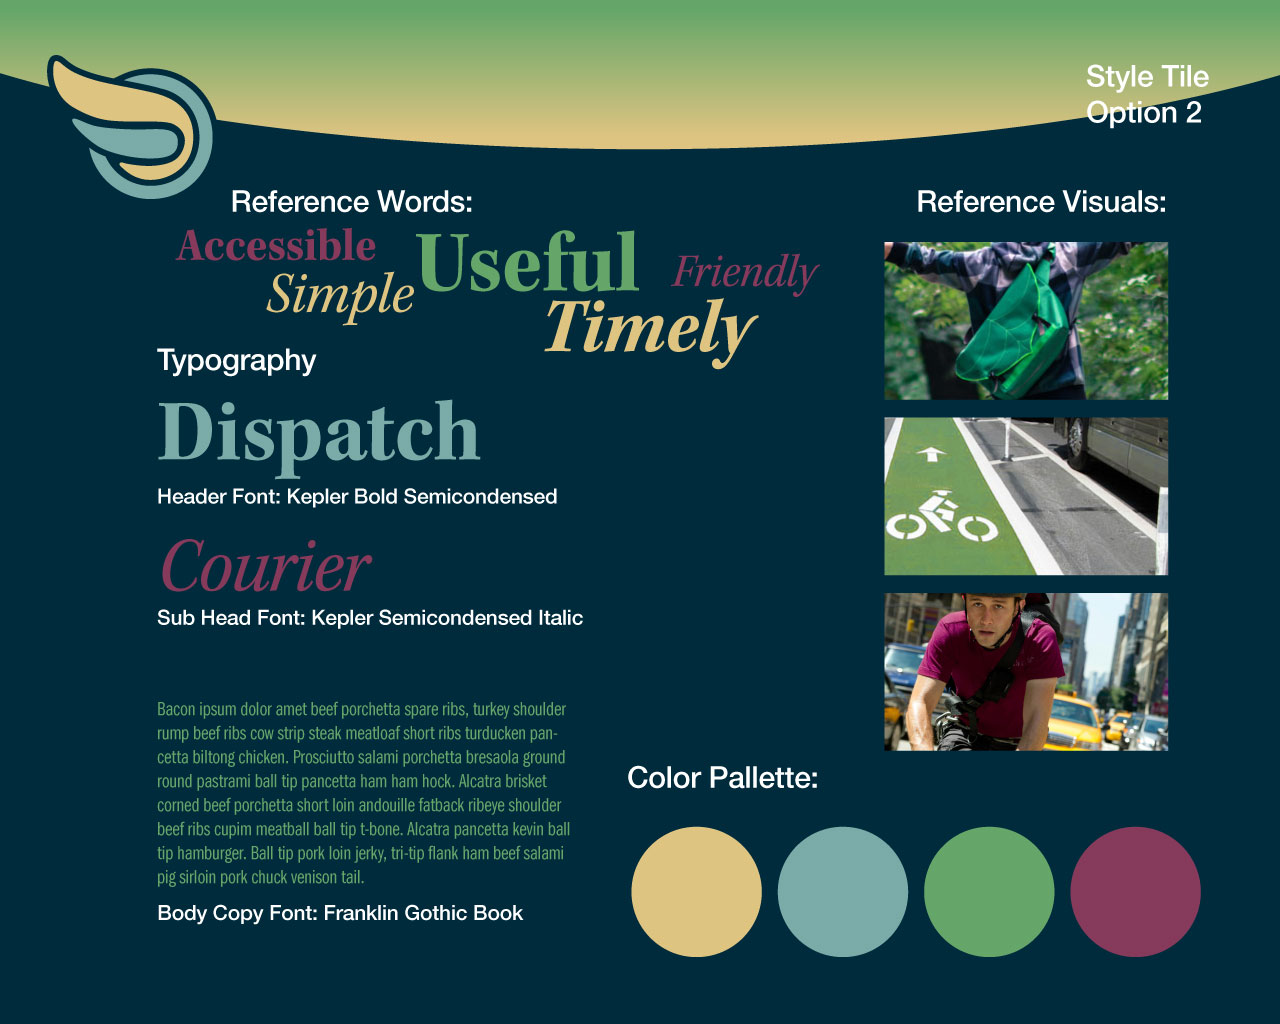 Style Tile
Option 2
Reference Words:
Accessible
Useful
Friendly
Simple
Timely
Reference Visuals:
Typography
Dispatch
Header Font: Kepler Bold Semicondensed
Courier
Sub Head Font: Kepler Semicondensed Italic
Bacon ipsum dolor amet beef porchetta spare ribs, turkey shoulder
rump beef ribs cow strip steak meatloaf short ribs turducken pan-
cetta biltong chicken. Prosciutto salami porchetta bresaola ground
round pastrami ball tip pancetta ham ham hock. Alcatra brisket
corned beef porchetta short loin andouille fatback ribeye shoulder
beef ribs cupim meatball ball tip t-bone. Alcatra pancetta kevin ball
tip hamburger. Ball tip pork loin jerky, tri-tip flank ham beef salami
pig sirloin pork chuck venison tail.
Body Copy Font: Franklin Gothic Book
Color Pallette: